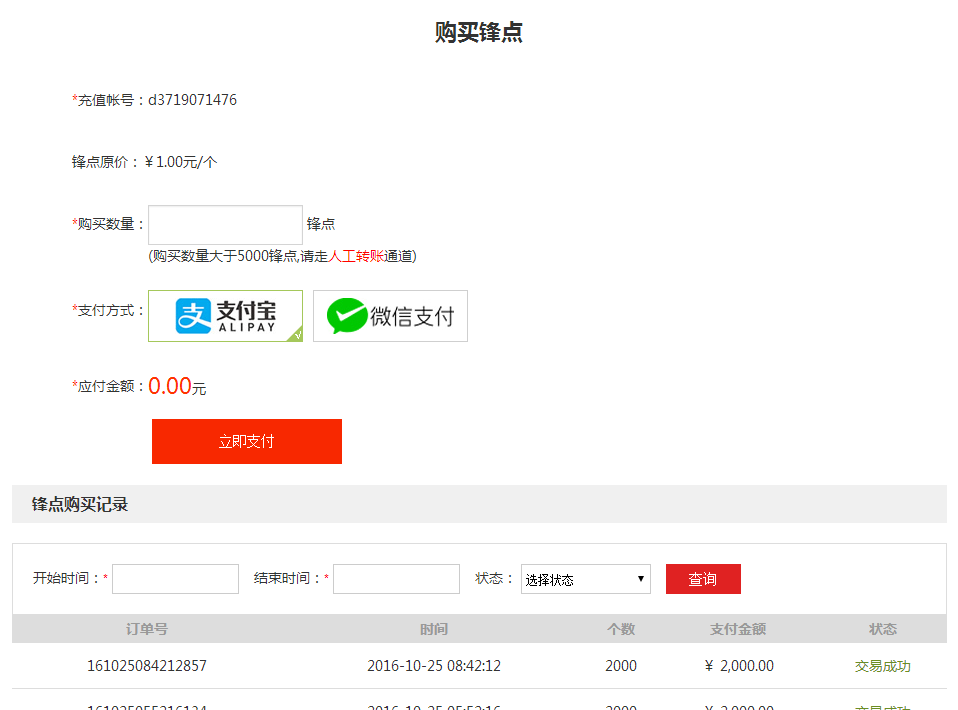 购买锋点
*充值帐号：d3719071476
锋点原价：￥1.00元/个
*购买数量： 锋点
(购买数量大于5000锋点,请走人工转账通道)
*支付方式： 支 支付宝 ALIPAY 微信支付
*应付金额：0.00元
立即支付
锋点购买记录
开始时间：* 结束时间：* 状态： 选择状态 查询
订单号 时间 个数 支付金额 状态
161025084212857 2016-10-25 08:42:12 2000 ￥ 2,000.00 交易成功